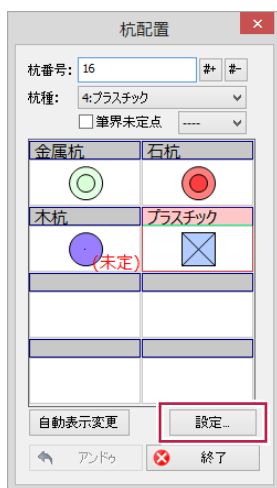 杭配置
×
杭番号: 16 #+ #-
杭種: 4:プラスチック
筆界未定点 ----
金属杭 石杭
木杭 プラスチック
(未定)
自動表示変更 設定...
アンドゥ 終了